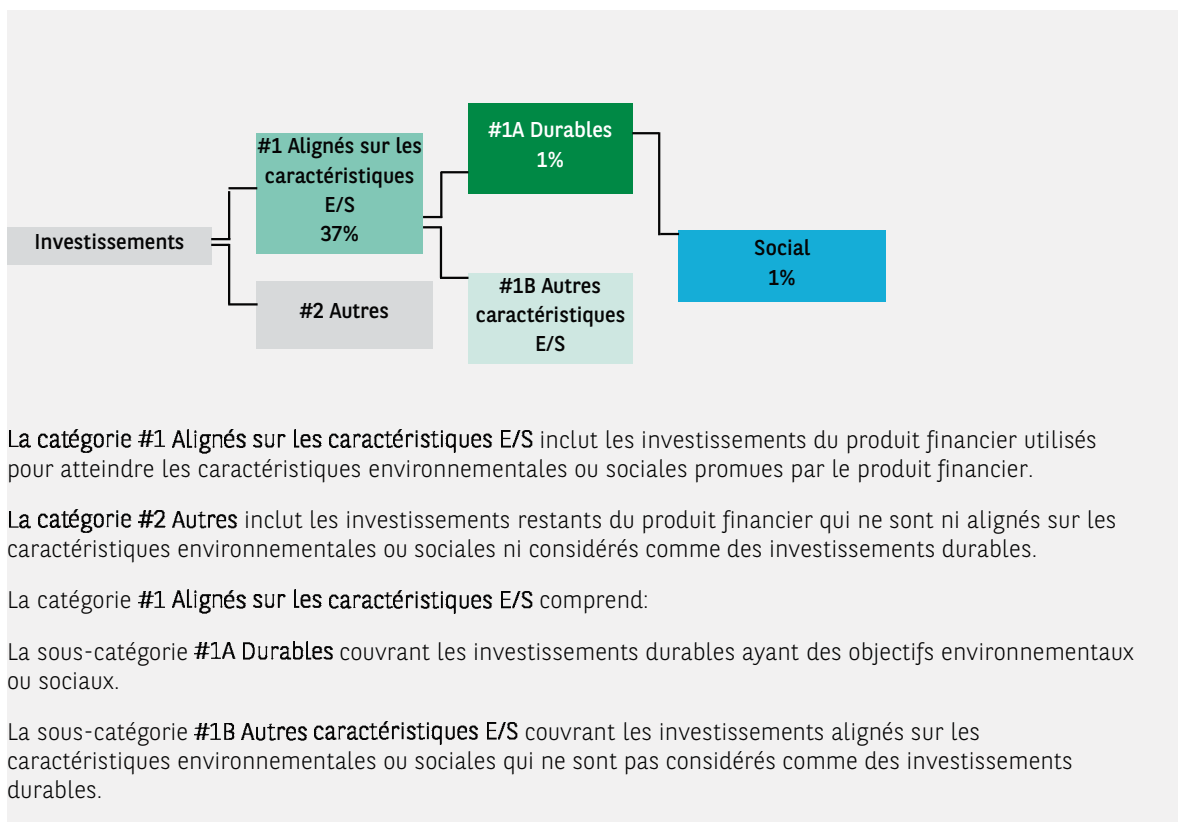 #1A Durables
1%
#1 Alignés sur les
caractéristiques
E/S
37%
Investissements
Social
1%
#2 Autres
#1B Autres
caractéristiques
E/S
La catégorie #1 Alignés sur les caractéristiques E/S inclut les investissements du produit financier utilisés
pour atteindre les caractéristiques environnementales ou sociales promues par le produit financier.
La catégorie #2 Autres inclut les investissements restants du produit financier qui ne sont ni alignés sur les
caractéristiques environnementales ou sociales ni considérés comme des investissements durables.
La catégorie #1 Alignés sur les caractéristiques E/S comprend:
La sous-catégorie #1A Durables couvrant les investissements durables ayant des objectifs environnementaux
ou sociaux.
La sous-catégorie #1B Autres caractéristiques E/S couvrant les investissements alignés sur les
caractéristiques environnementales ou sociales qui ne sont pas considérés comme des investissements
durables.